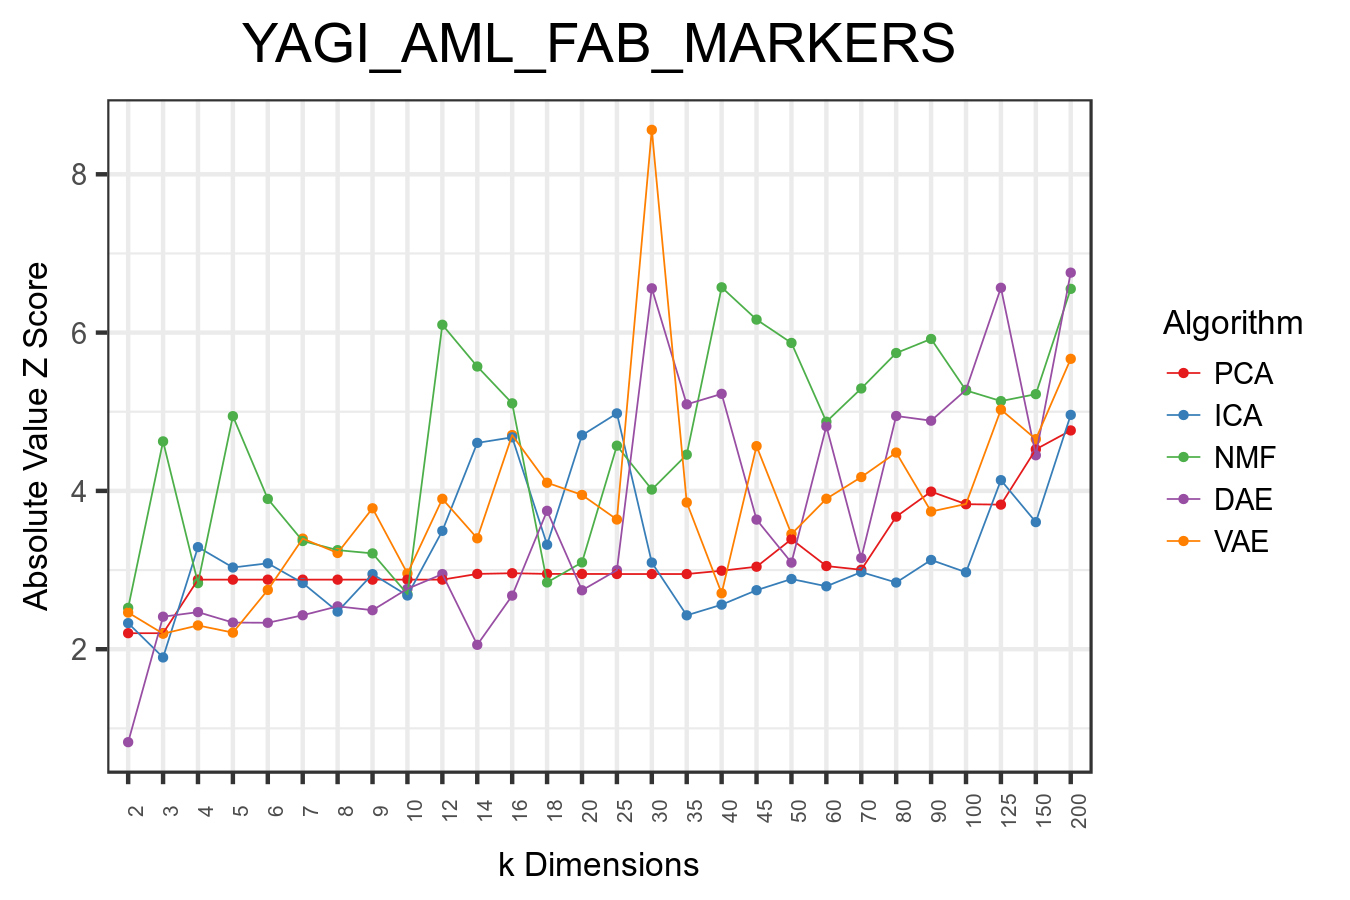 YAGI_AML_FAB_MARKERS
Absolute Value Z Score
8
6
4
2
2 3 4 5 6 7 8 9 10 12 14 16 18 20 25 30 35 40 45 50 60 70 80 90 100 125 150 200
k Dimensions
Algorithm
PCA
ICA
NMF
DAE
VAE